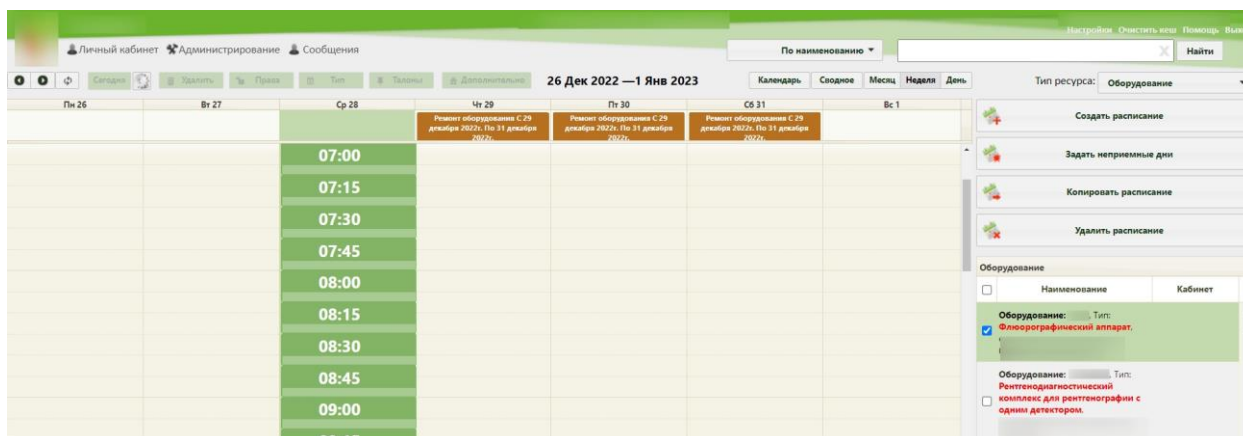 Настройки Очистить кеш Помощь
Личный кабинет Администрирование Сообщения
По наименованию
Найти
Сегодня Удалить Права Тип Талоны Дополнительно
26 Дек 2022 —1 Янв 2023
Календарь Сводное Месяц Неделя День
Тип ресурса: Оборудование
Пн 26 Вт 27 Ср 28 Чт 29 Пт 30 Сб 31 Вс 1
Ремонт оборудования С 29
декабря 2022г. По 31 декабря
2022г.
Ремонт оборудования С 29
декабря 2022г. По 31 декабря
2022г.
Ремонт оборудования С 29
декабря 2022г. По 31 декабря
2022г.
07:00
07:15
07:30
07:45
08:00
08:15
08:30
08:45
09:00
Создать расписание
Задать неприемные дни
Копировать расписание
Удалить расписание
Оборудование
Наименование Кабинет
Оборудование: , Тип:
Флюорографический аппарат,
Оборудование: , Тип:
Рентгенодиагностический
комплекс для рентгенографии с
одним детектором.